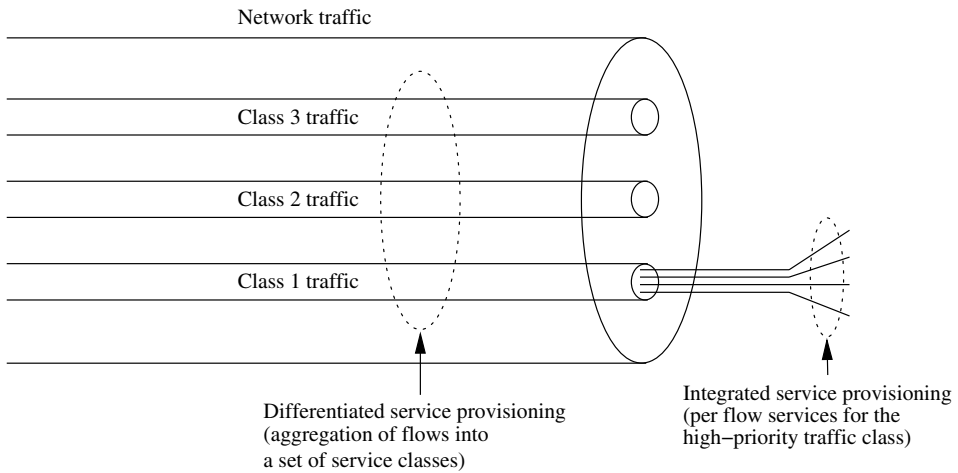 Network traffic
Class 3 traffic
Class 2 traffic
Class 1 traffic
Differentiated service provisioning
(aggregation of flows into
a set of service classes)
Integrated service provisioning
(per flow services for the
high−priority traffic class)